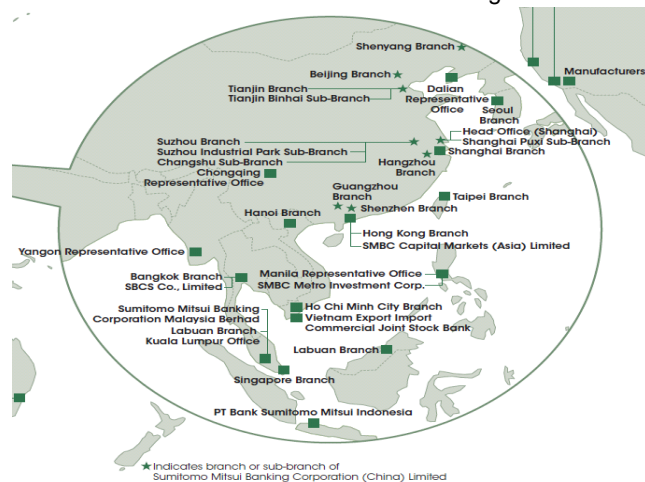 Shenyang Branch
Beijing Branch
Manufacturers
Tianjin Branch
Tianjin Binhai Sub-Branch
Dalian
Representative
Office
Seoul
Branch
Head Office (Shanghai)
Shanghai Puxi Sub-Branch
Shanghai Branch
Suzhou Branch
Suzhou Industrial Park Sub-Branch
Changshu Sub-Branch
Hangzhou
Branch
Chongqing
Representative Office
Guangzhou
Branch
Shenzhen Branch
Taipei Branch
Hanoi Branch
Hong Kong Branch
SMBC Capital Markets (Asia) Limited
Yangon Representative Office
Bangkok Branch
SBCS Co., Limited
Manila Representative Office
SMBC Metro Investment Corp.
Sumitomo Mitsui Banking
Corporation Malaysia Berhad
Labuan Branch
Kuala Lumpur Office
Ho Chi Minh City Branch
Vietnam Export Import
Commercial Joint Stock Bank
Labuan Branch
Singapore Branch
PT Bank Sumitomo Mitsui Indonesia
★Indicates branch or sub-branch of
Sumitomo Mitsui Banking Corporation (China) Limited